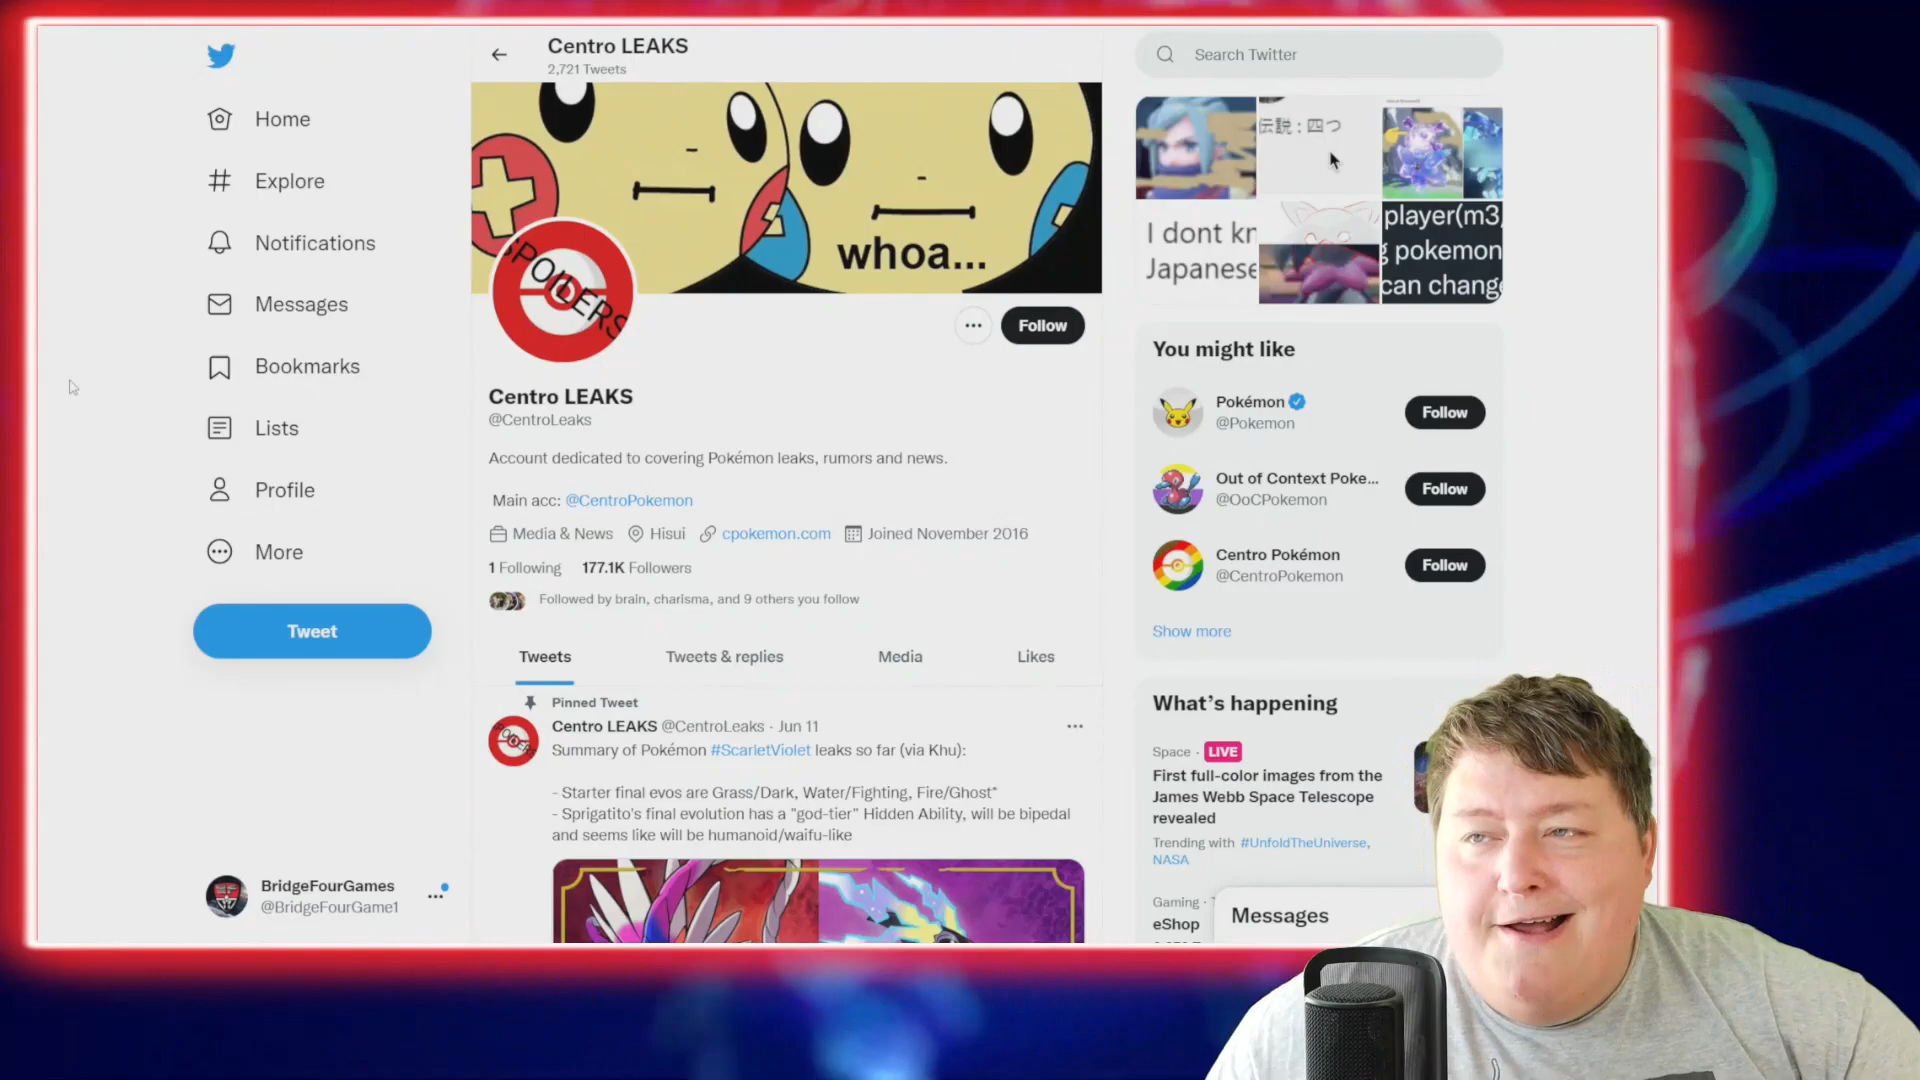 Centro LEAKS
2,721 Tweets
Search Twitter
Home
Explore
Notifications
Messages
Bookmarks
Lists
Profile
More
Tweet
BridgeFourGames
@BridgeFourGame1
whoa...
SPOILERS
Follow
Centro LEAKS
@CentroLeaks
Account dedicated to covering Pokémon leaks, rumors and news.
Main acc: @CentroPokemon
Media & News Hisui cpokemon.com Joined November 2016
1 Following 177.1K Followers
Followed by brain, charisma, and 9 others you follow
Tweets Tweets & replies Media Likes
Pinned Tweet
Centro LEAKS @CentroLeaks · Jun 11
Summary of Pokémon #ScarletViolet leaks so far (via Khu):
- Starter final evos are Grass/Dark, Water/Fighting, Fire/Ghost*
- Sprigatito's final evolution has a "god-tier" Hidden Ability, will be bipedal
and seems like will be humanoid/waifu-like
伝説：四つ
I dont kn
Japanese
player(m3,
g pokemon
can change
You might like
Pokémon
@Pokemon
Follow
Out of Context Poke...
@OoCPokemon
Follow
Centro Pokémon
@CentroPokemon
Follow
Show more
What's happening
Space · LIVE
First full-color images from the
James Webb Space Telescope
revealed
Trending with #UnfoldTheUniverse,
NASA
Gaming ·
eShop
Messages